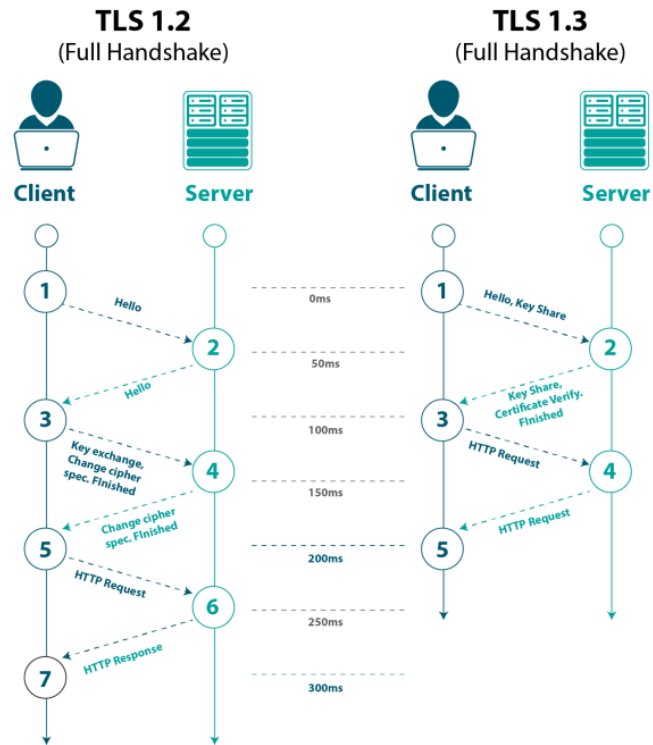 TLS 1.2
(Full Handshake)
Client
Server
1
Hello
2
Hello
3
Key exchange,
Change cipher
spec. FInished
4
Change cipher
spec. FInished
5
HTTP Request
6
HTTP Response
7
0ms
50ms
100ms
150ms
200ms
250ms
300ms
TLS 1.3
(Full Handshake)
Client
Server
1
Hello, Key Share
2
Key Share,
Certificate Verify.
FInished
3
HTTP Request
4
HTTP Request
5